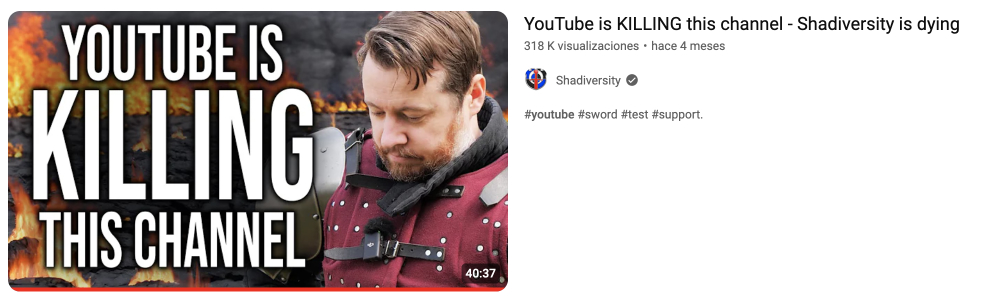 YOUTUBE IS
KILLING
THIS CHANNEL
40:37
YouTube is KILLING this channel - Shadiversity is dying
318 K visualizaciones • hace 4 meses
Shadiversity
#youtube #sword #test #support.